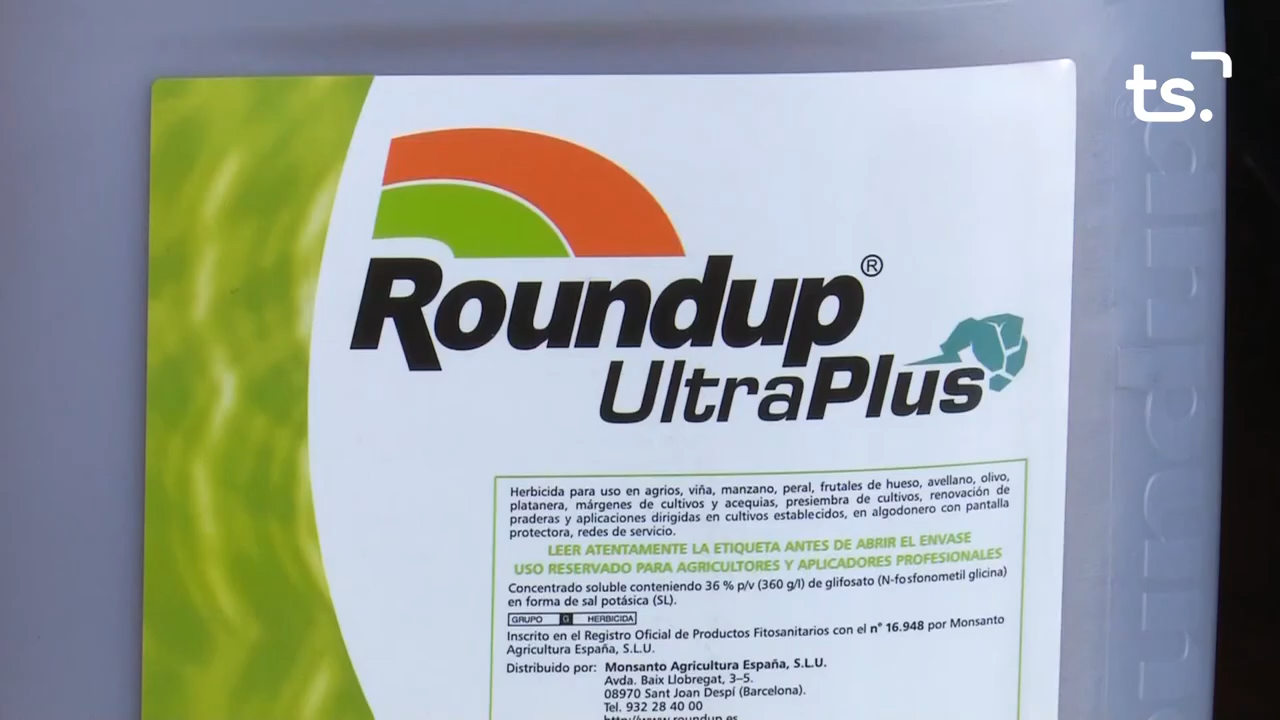 ts.
Roundup®
UltraPlus
Herbicida para uso en agrios, viña, manzano, peral, frutales de hueso, avellano, olivo,
platanera, márgenes de cultivos y acequias, presiembra de cultivos, renovación de
praderas y aplicaciones dirigidas en cultivos establecidos, en algodonero con pantalla
protectora, redes de servicio.
LEER ATENTAMENTE LA ETIQUETA ANTES DE ABRIR EL ENVASE
USO RESERVADO PARA AGRICULTORES Y APLICADORES PROFESIONALES
Concentrado soluble conteniendo 36 % p/v (360 g/l) de glifosato (N-fosfonometil glicina)
en forma de sal potásica (SL).
GRUPO G HERBICIDA
Inscrito en el Registro Oficial de Productos Fitosanitarios con el n° 16.948 por Monsanto
Agricultura España, S.L.U.
Distribuido por: Monsanto Agricultura España, S.L.U.
Avda. Baix Llobregat, 3-5.
08970 Sant Joan Despí (Barcelona).
Tel. 932 28 40 00
http://www.roundup.es